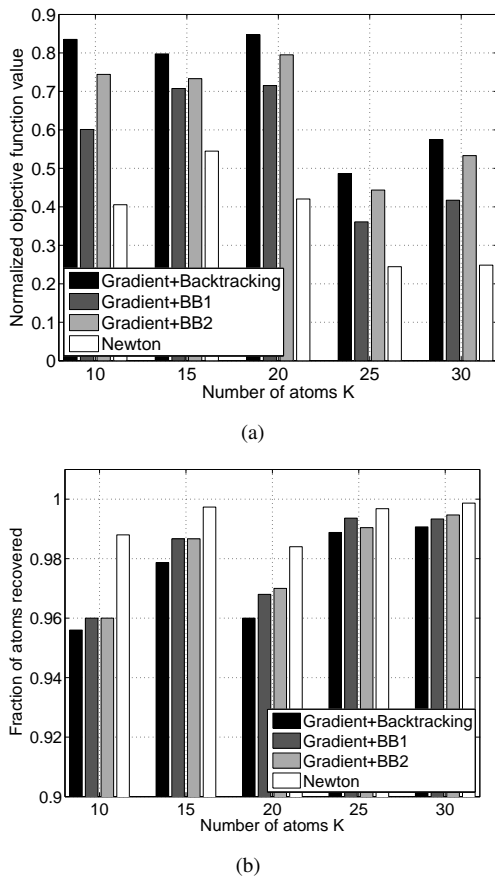 0.9
0.8
0.7
0.6
0.5
0.4
0.3
0.2
0.1
0
Normalized objective function value
Gradient+Backtracking
Gradient+BB1
Gradient+BB2
Newton
10 15 20 25 30
Number of atoms K
(a)
1
0.98
0.96
0.94
0.92
0.9
Fraction of atoms recovered
Gradient+Backtracking
Gradient+BB1
Gradient+BB2
Newton
10 15 20 25 30
Number of atoms K
(b)